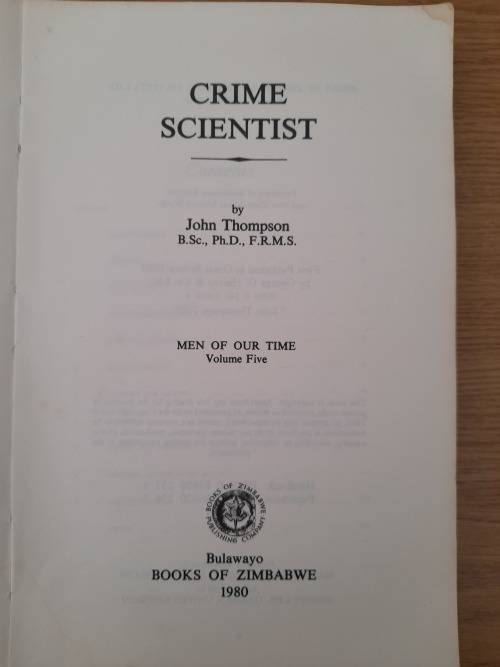 CRIME
SCIENTIST
by
John Thompson
B.Sc., Ph.D., F.R.M.S.
MEN OF OUR TIME
Volume Five
BOOKS OF ZIMBABWE
PUBLISHING COMPANY
Bulawayo
BOOKS OF ZIMBABWE
1980